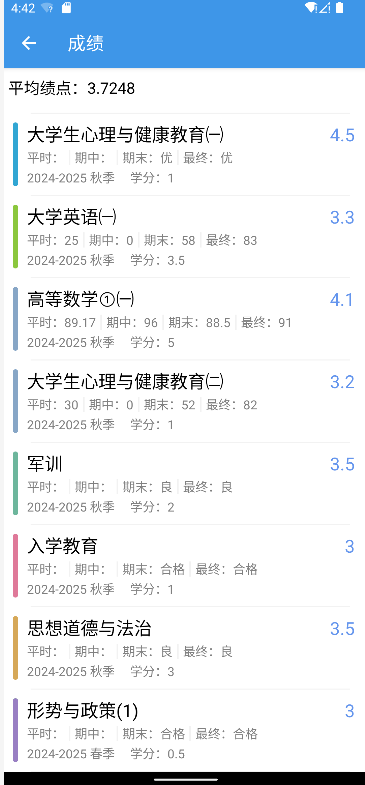 4:42
成绩
平均绩点：3.7248
大学生心理与健康教育㈠ 4.5
平时： 期中： 期末：优 最终：优
2024-2025 秋季 学分：1
大学英语㈠ 3.3
平时：25 期中：0 期末：58 最终：83
2024-2025 秋季 学分：3.5
高等数学①㈠ 4.1
平时：89.17 期中：96 期末：88.5 最终：91
2024-2025 秋季 学分：5
大学生心理与健康教育㈡ 3.2
平时：30 期中：0 期末：52 最终：82
2024-2025 秋季 学分：1
军训 3.5
平时： 期中： 期末：良 最终：良
2024-2025 秋季 学分：2
入学教育 3
平时： 期中： 期末：合格 最终：合格
2024-2025 秋季 学分：1
思想道德与法治 3.5
平时： 期中： 期末：良 最终：良
2024-2025 秋季 学分：3
形势与政策(1) 3
平时： 期中： 期末：合格 最终：合格
2024-2025 春季 学分：0.5